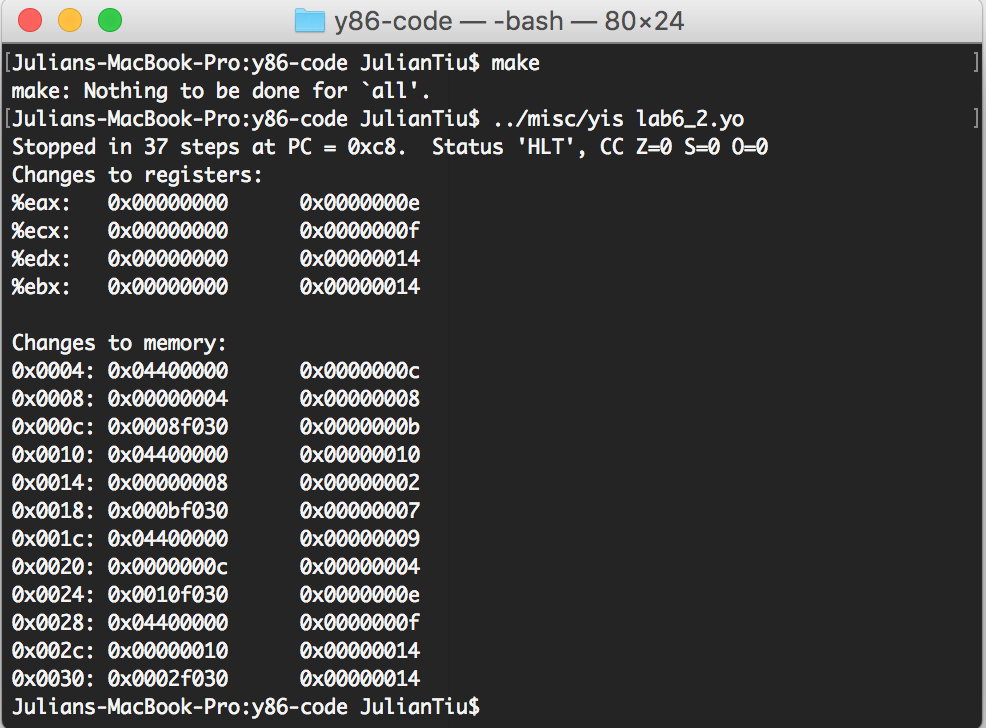 y86-code — -bash — 80×24
[Julians-MacBook-Pro:y86-code JulianTiu$ make ]
make: Nothing to be done for `all'.
[Julians-MacBook-Pro:y86-code JulianTiu$ ../misc/yis lab6_2.yo ]
Stopped in 37 steps at PC = 0xc8.  Status 'HLT', CC Z=0 S=0 O=0
Changes to registers:
%eax:   0x00000000      0x0000000e
%ecx:   0x00000000      0x0000000f
%edx:   0x00000000      0x00000014
%ebx:   0x00000000      0x00000014
Changes to memory:
0x0004: 0x04400000      0x0000000c
0x0008: 0x00000004      0x00000008
0x000c: 0x0008f030      0x0000000b
0x0010: 0x04400000      0x00000010
0x0014: 0x00000008      0x00000002
0x0018: 0x000bf030      0x00000007
0x001c: 0x04400000      0x00000009
0x0020: 0x0000000c      0x00000004
0x0024: 0x0010f030      0x0000000e
0x0028: 0x04400000      0x0000000f
0x002c: 0x00000010      0x00000014
0x0030: 0x0002f030      0x00000014
Julians-MacBook-Pro:y86-code JulianTiu$